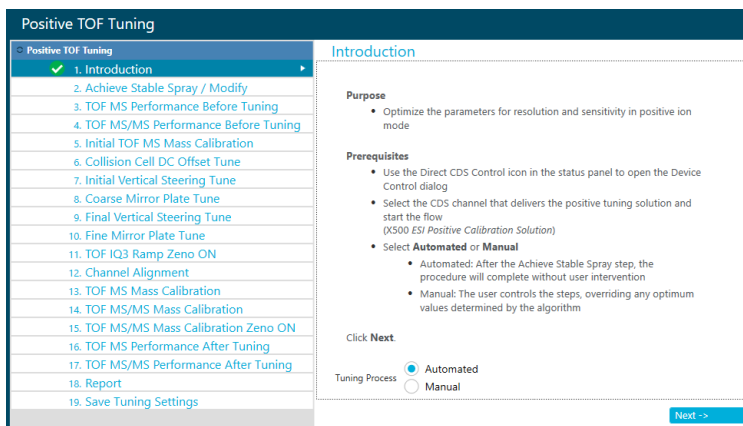 Positive TOF Tuning
Positive TOF Tuning
1. Introduction
2. Achieve Stable Spray / Modify
3. TOF MS Performance Before Tuning
4. TOF MS/MS Performance Before Tuning
5. Initial TOF MS Mass Calibration
6. Collision Cell DC Offset Tune
7. Initial Vertical Steering Tune
8. Coarse Mirror Plate Tune
9. Final Vertical Steering Tune
10. Fine Mirror Plate Tune
11. TOF IQ3 Ramp Zeno ON
12. Channel Alignment
13. TOF MS Mass Calibration
14. TOF MS/MS Mass Calibration
15. TOF MS/MS Mass Calibration Zeno ON
16. TOF MS Performance After Tuning
17. TOF MS/MS Performance After Tuning
18. Report
19. Save Tuning Settings
Introduction
Purpose
• Optimize the parameters for resolution and sensitivity in positive ion
mode
Prerequisites
• Use the Direct CDS Control icon in the status panel to open the Device
Control dialog
• Select the CDS channel that delivers the positive tuning solution and
start the flow
(X500 ESI Positive Calibration Solution)
• Select Automated or Manual
• Automated: After the Achieve Stable Spray step, the
procedure will complete without user intervention
• Manual: The user controls the steps, overriding any optimum
values determined by the algorithm
Click Next.
Tuning Process
Automated
Manual
Next ->